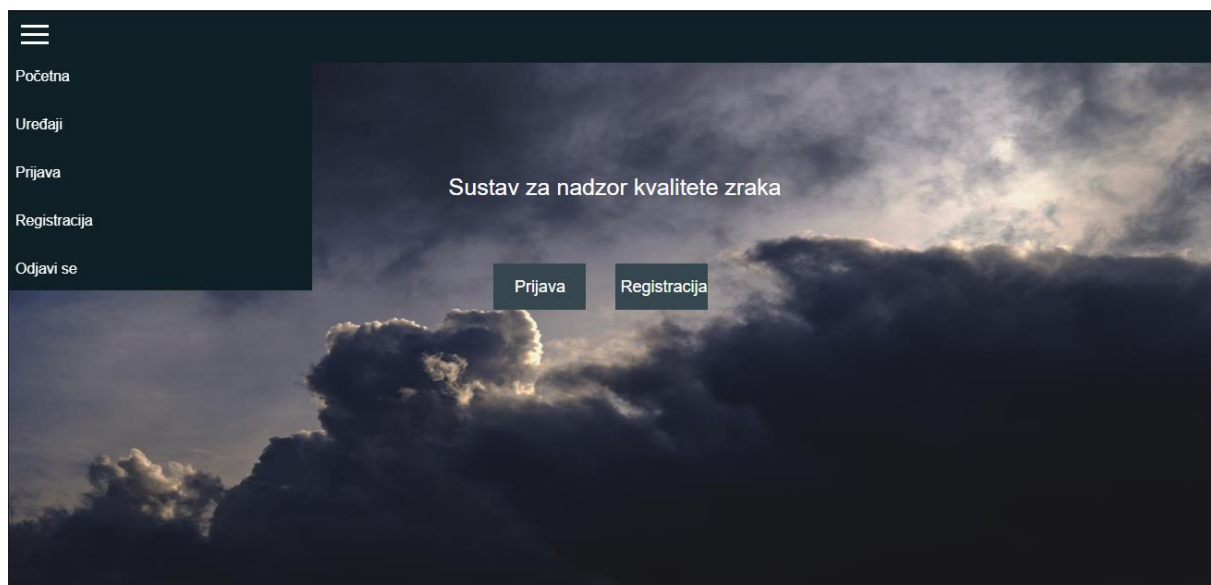 Početna
Uređaji
Prijava
Registracija
Odjavi se
Sustav za nadzor kvalitete zraka
Prijava
Registracija